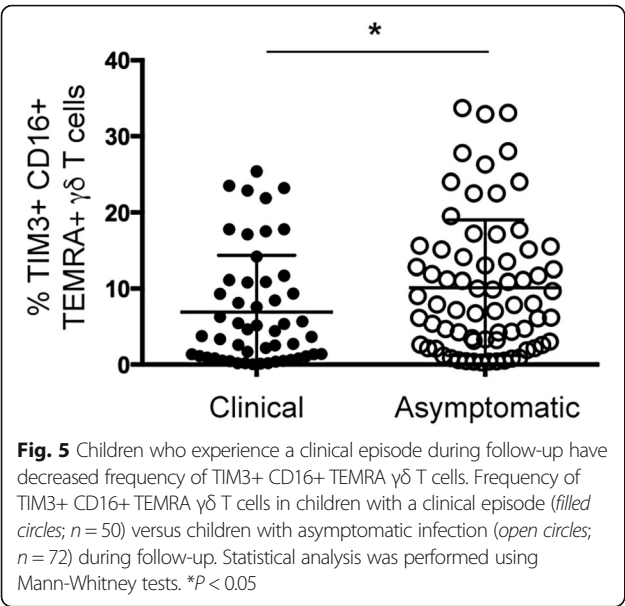 *
40
30
20
10
0
% TIM3+ CD16+
TEMRA+ γδ T cells
Clinical Asymptomatic
Fig. 5 Children who experience a clinical episode during follow-up have
decreased frequency of TIM3+ CD16+ TEMRA γδ T cells. Frequency of
TIM3+ CD16+ TEMRA γδ T cells in children with a clinical episode (filled
circles; n = 50) versus children with asymptomatic infection (open circles;
n = 72) during follow-up. Statistical analysis was performed using
Mann-Whitney tests. *P < 0.05